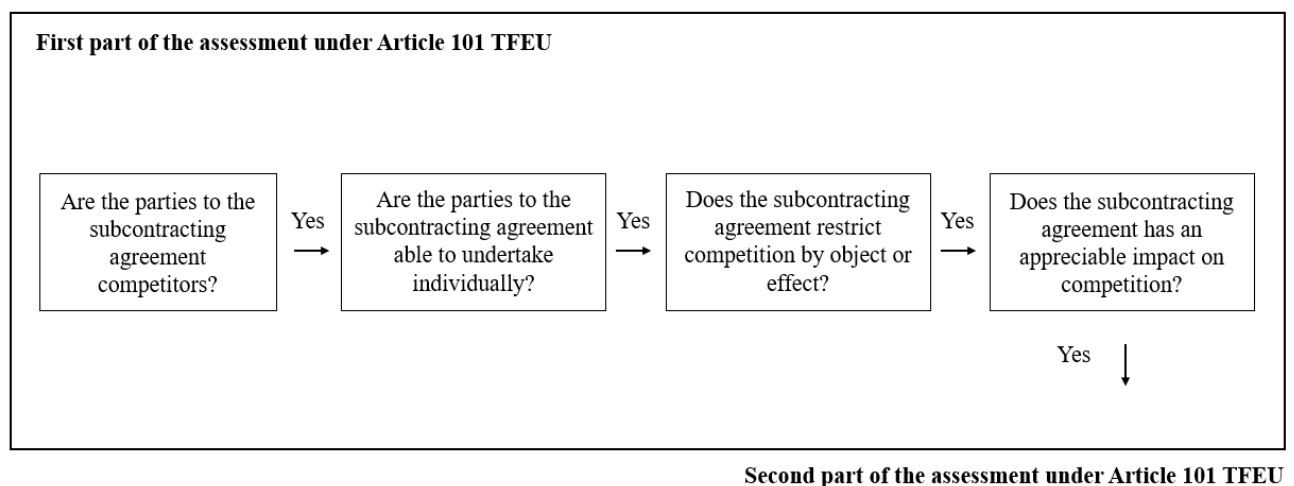 First part of the assessment under Article 101 TFEU
Are the parties to the
subcontracting
agreement
competitors?
Yes
Are the parties to the
subcontracting agreement
able to undertake
individually?
Yes
Does the subcontracting
agreement restrict
competition by object or
effect?
Yes
Does the subcontracting
agreement has an
appreciable impact on
competition?
Yes
Second part of the assessment under Article 101 TFEU